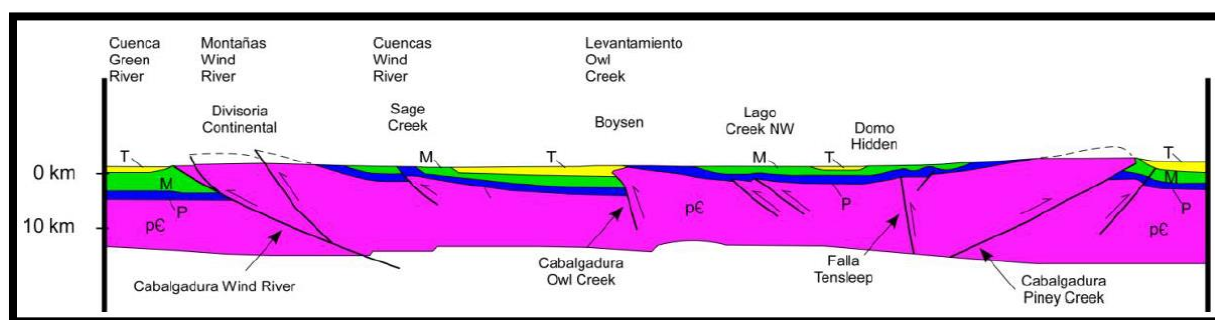 Cuenca
Green
River
Montañas
Wind
River
Cuencas
Wind
River
Levantamiento
Owl
Creek
Divisoria
Continental
Sage
Creek
Boysen
Lago
Creek NW
Domo
Hidden
T
M
T
M
T
T
0 km
M
M
P
P
P
pЄ
pЄ
pЄ
10 km
Cabalgadura Wind River
Cabalgadura
Owl Creek
Falla
Tensleep
Cabalgadura
Piney Creek